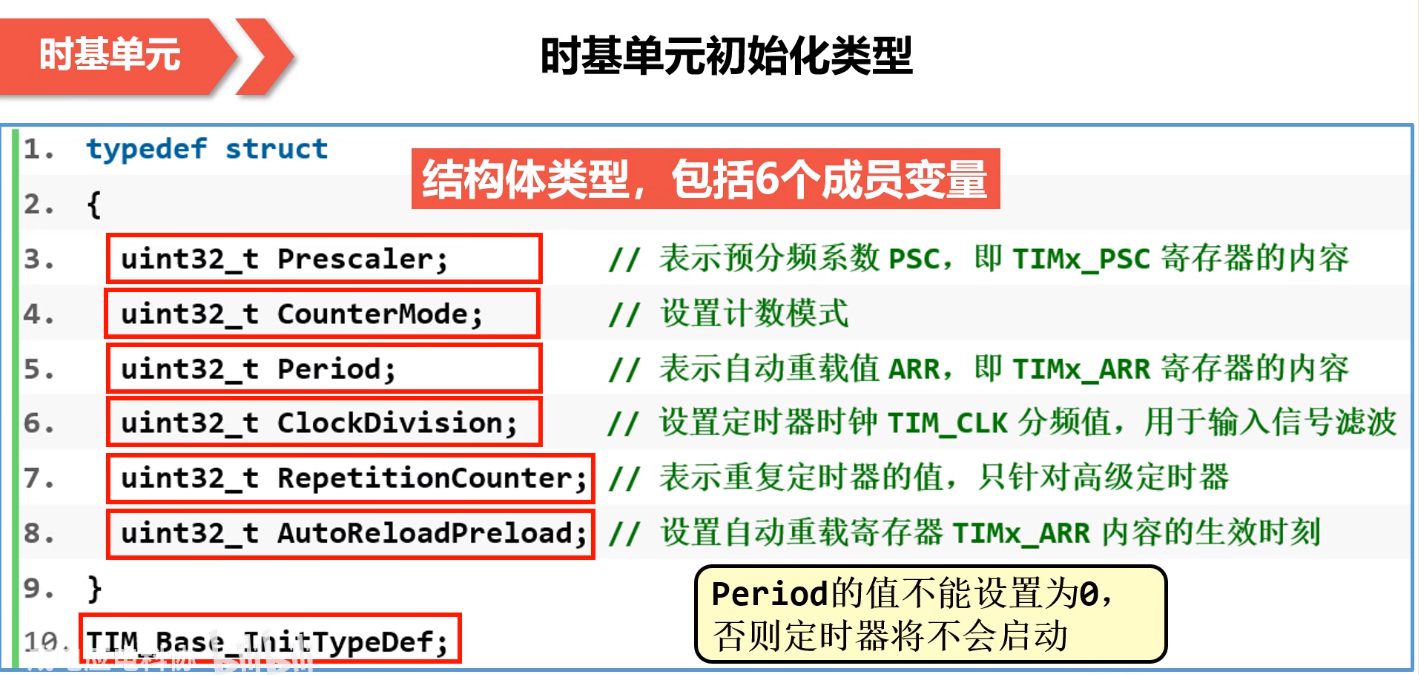 时基单元
时基单元初始化类型
1. typedef struct
结构体类型，包括6个成员变量
2. {
3. uint32_t Prescaler; // 表示预分频系数 PSC，即 TIMx_PSC 寄存器的内容
4. uint32_t CounterMode; // 设置计数模式
5. uint32_t Period; // 表示自动重载值 ARR，即 TIMx_ARR 寄存器的内容
6. uint32_t ClockDivision; // 设置定时器时钟 TIM_CLK 分频值，用于输入信号滤波
7. uint32_t RepetitionCounter; // 表示重复定时器的值，只针对高级定时器
8. uint32_t AutoReloadPreload; // 设置自动重载寄存器 TIMx_ARR 内容的生效时刻
9. }
Period的值不能设置为0，
否则定时器将不会启动
10. TIM_Base_InitTypeDef;